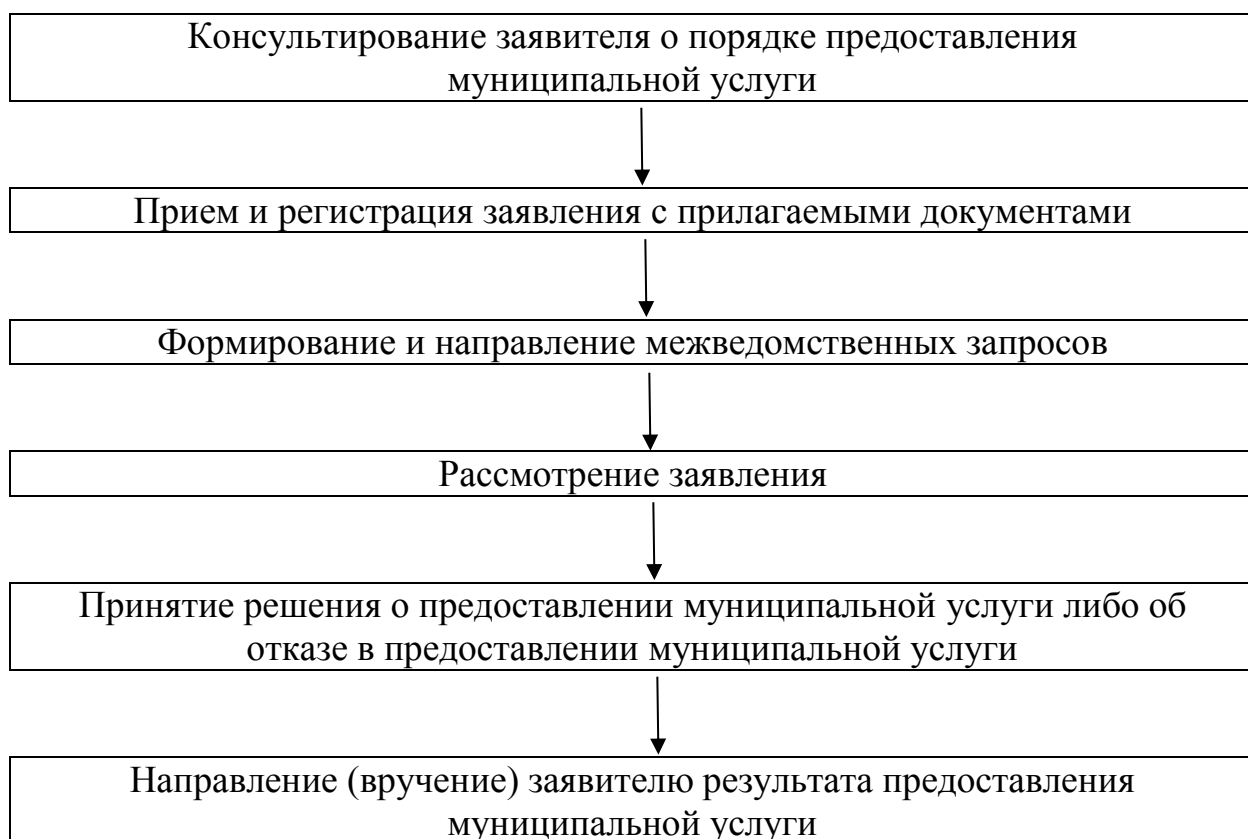 Консультирование заявителя о порядке предоставления
муниципальной услуги
Прием и регистрация заявления с прилагаемыми документами
Формирование и направление межведомственных запросов
Рассмотрение заявления
Принятие решения о предоставлении муниципальной услуги либо об
отказе в предоставлении муниципальной услуги
Направление (вручение) заявителю результата предоставления
муниципальной услуги